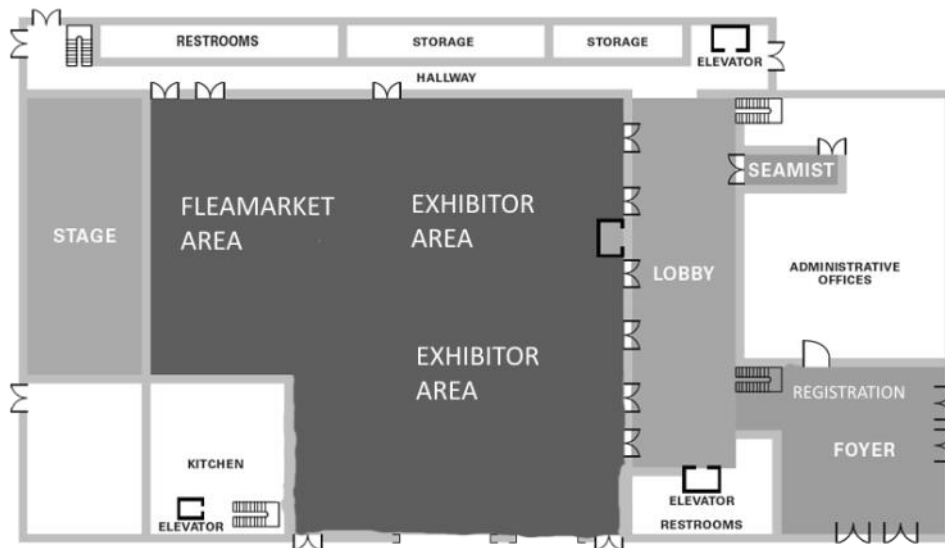 RESTROOMS
STORAGE
STORAGE
ELEVATOR
HALLWAY
STAGE
FLEAMARKET
AREA
EXHIBITOR
AREA
SEAMIST
LOBBY
ADMINISTRATIVE
OFFICES
EXHIBITOR
AREA
REGISTRATION
FOYER
KITCHEN
ELEVATOR
ELEVATOR
RESTROOMS